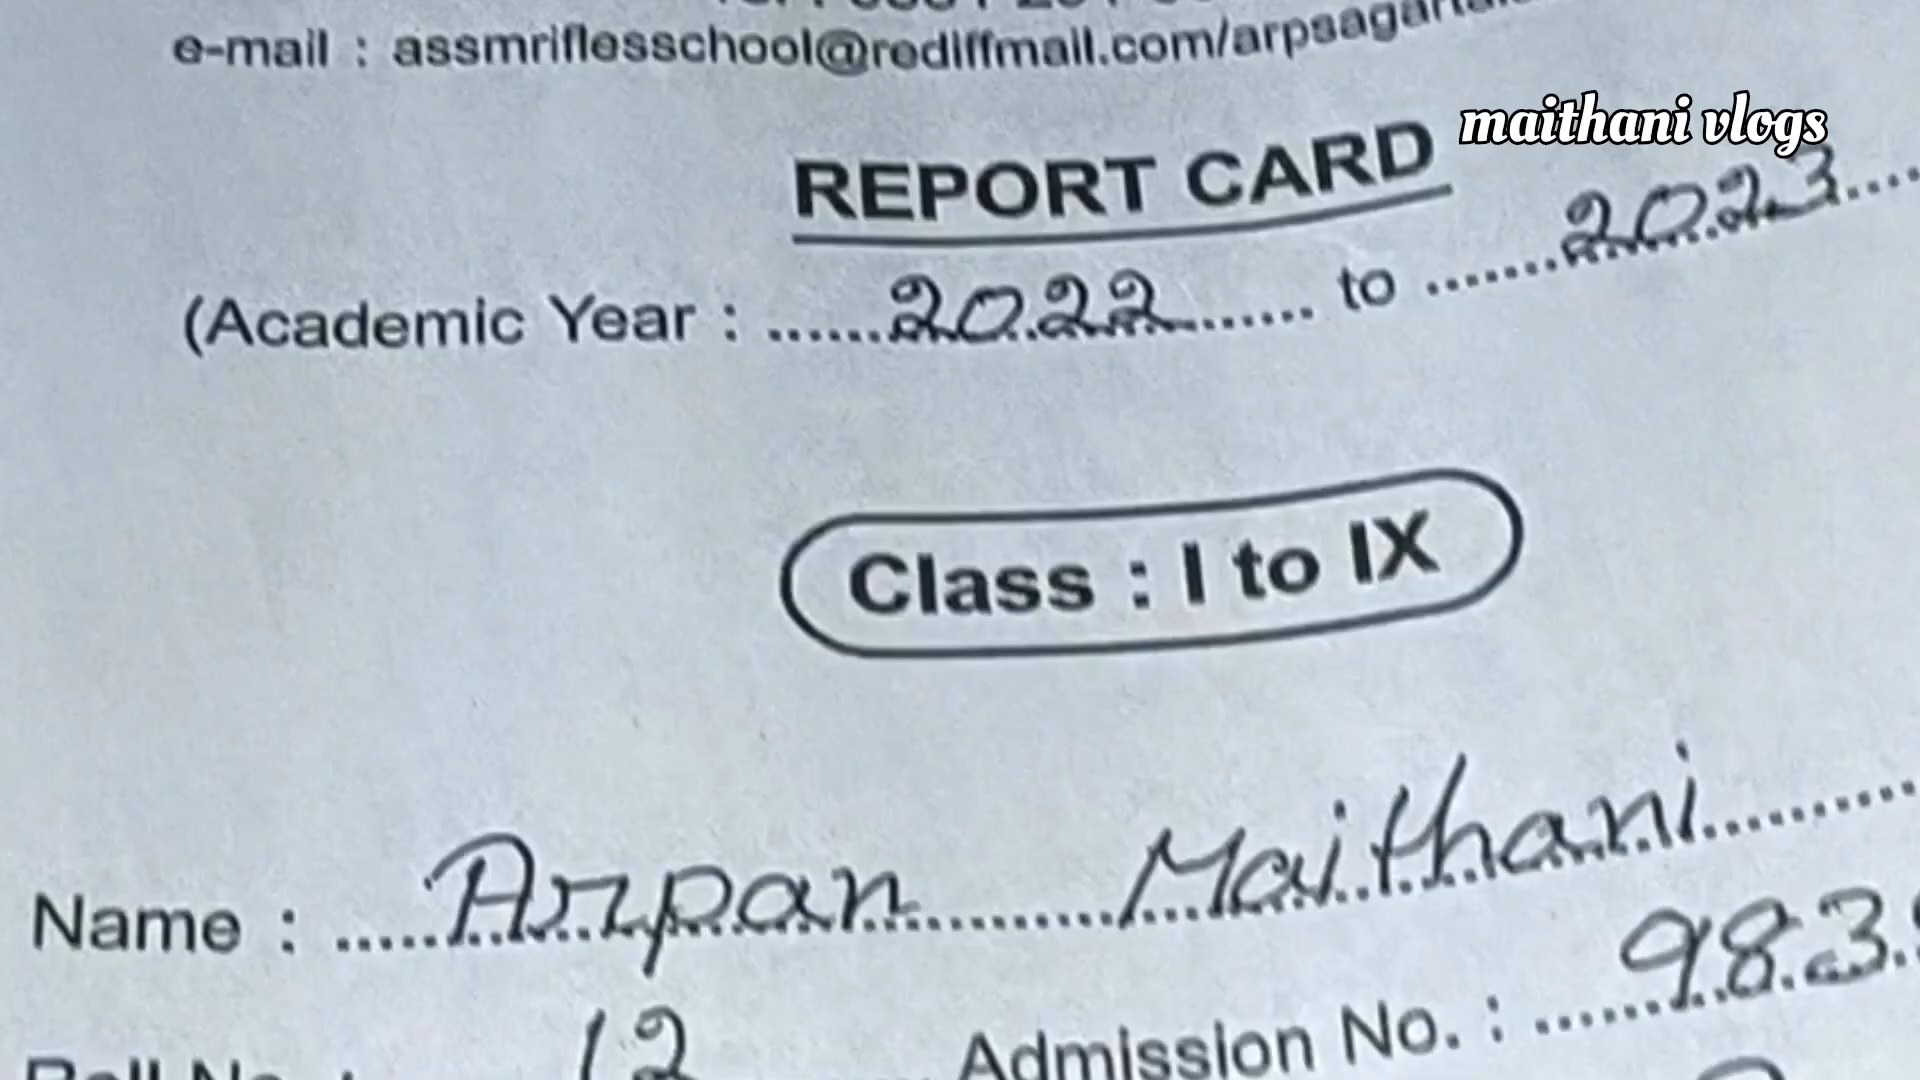 e-mail : assmriflesschool@rediffmail.com/arpsagartala
maithani vlogs
REPORT CARD
(Academic Year : ......2022....... to .......2023....
Class : I to IX
Name : .....Arpan..........Maithani..........
12 Admission No. : .......983.